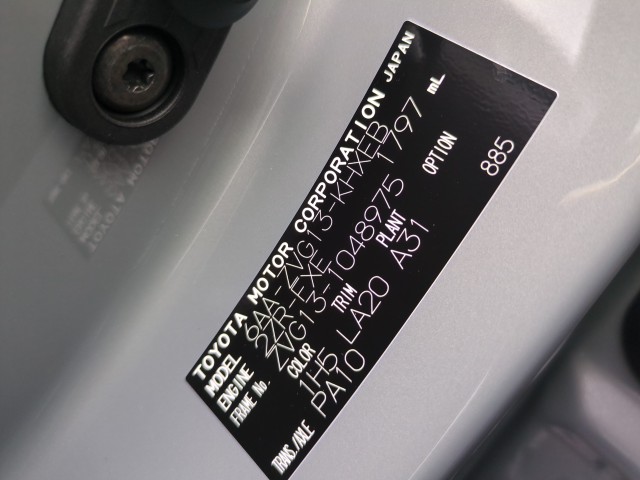 TOYOTA MOTOR CORPORATION JAPAN
MODEL 6AA-ZVG13-KHXEB
ENGINE 2ZR-FXE 1797 mL
FRAME No. ZVG13-1048975
COLOR TRIM PLANT OPTION
1H5 LA20 A31 885
TRANS./AXLE PA10